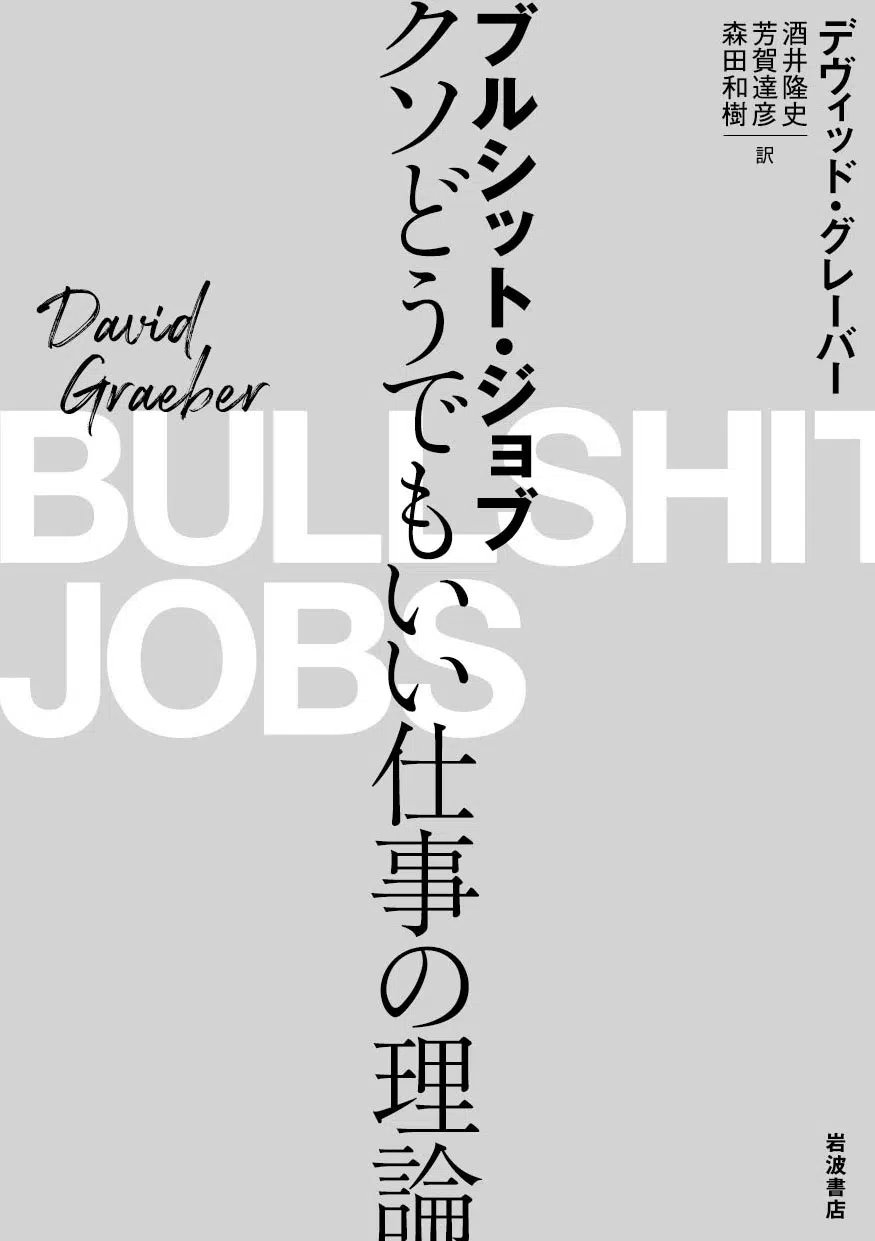 デヴィッド・グレーバー
酒井隆史
芳賀達彦
森田和樹
訳
ブルシット・ジョブ
クソどうでもいい仕事の理論
David
Graeber
BULLSHIT
JOBS
岩波書店